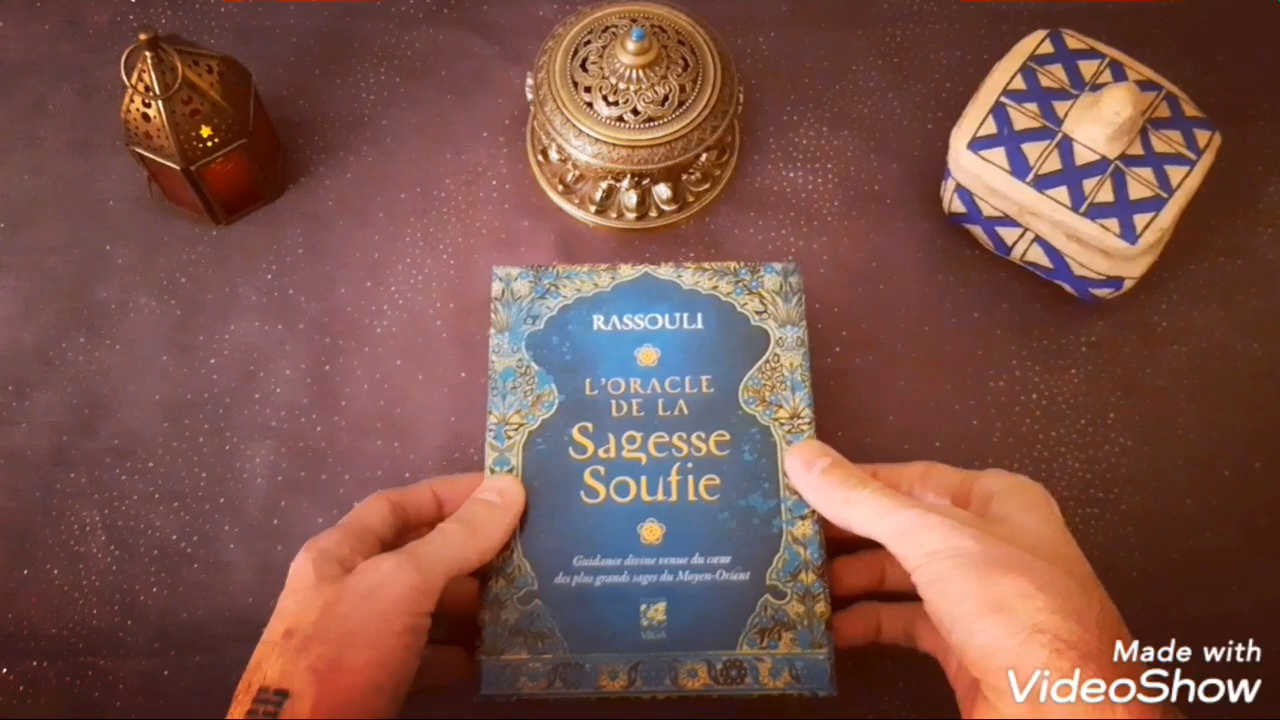 RASSOULI
L'ORACLE
DE LA
Sagesse
Soufie
Guidance divine venue du cœur
des plus grands sages du Moyen-Orient
VEGA
Made with
VideoShow